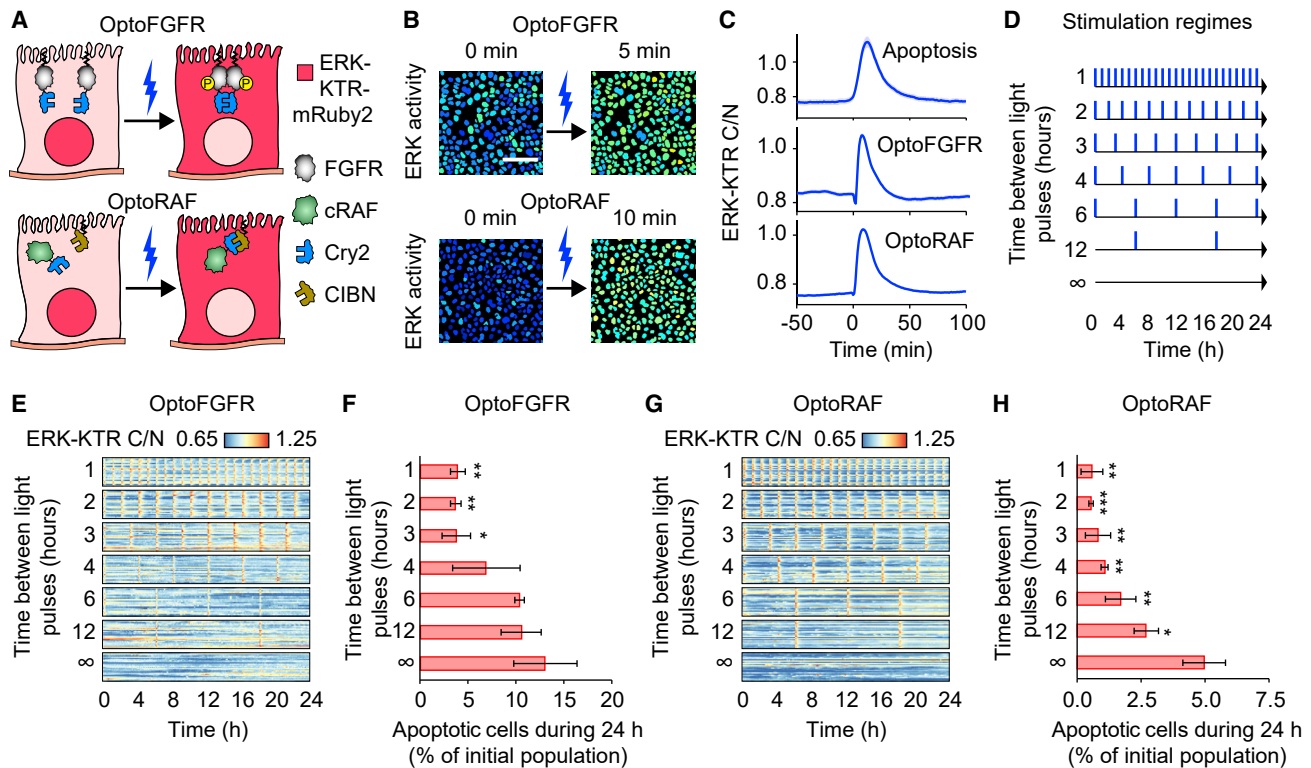 A
OptoFGFR
P
P
ERK-
KTR-
mRuby2
FGFR
cRAF
Cry2
CIBN
OptoRAF
B
OptoFGFR
0 min
5 min
ERK activity
OptoRAF
0 min
10 min
ERK activity
C
ERK-KTR C/N
1.0
0.8
Apoptosis
1.0
0.8
OptoFGFR
1.0
0.8
OptoRAF
-50 0 50 100
Time (min)
D
Stimulation regimes
Time between light
pulses (hours)
1
2
3
4
6
12
∞
0 4 8 12 16 20 24
Time (h)
E
OptoFGFR
ERK-KTR C/N 0.65 1.25
Time between light
pulses (hours)
1
2
3
4
6
12
∞
0 4 8 12 16 20 24
Time (h)
F
OptoFGFR
Time between light
pulses (hours)
1 **
2 **
3 *
4
6
12
∞
0 5 10 15 20
Apoptotic cells during 24 h
(% of initial population)
G
OptoRAF
ERK-KTR C/N 0.65 1.25
Time between light
pulses (hours)
1
2
3
4
6
12
∞
0 4 8 12 16 20 24
Time (h)
H
OptoRAF
Time between light
pulses (hours)
1 **
2 ***
3 **
4 **
6 **
12 *
∞
0.0 2.5 5.0 7.5
Apoptotic cells during 24 h
(% of initial population)